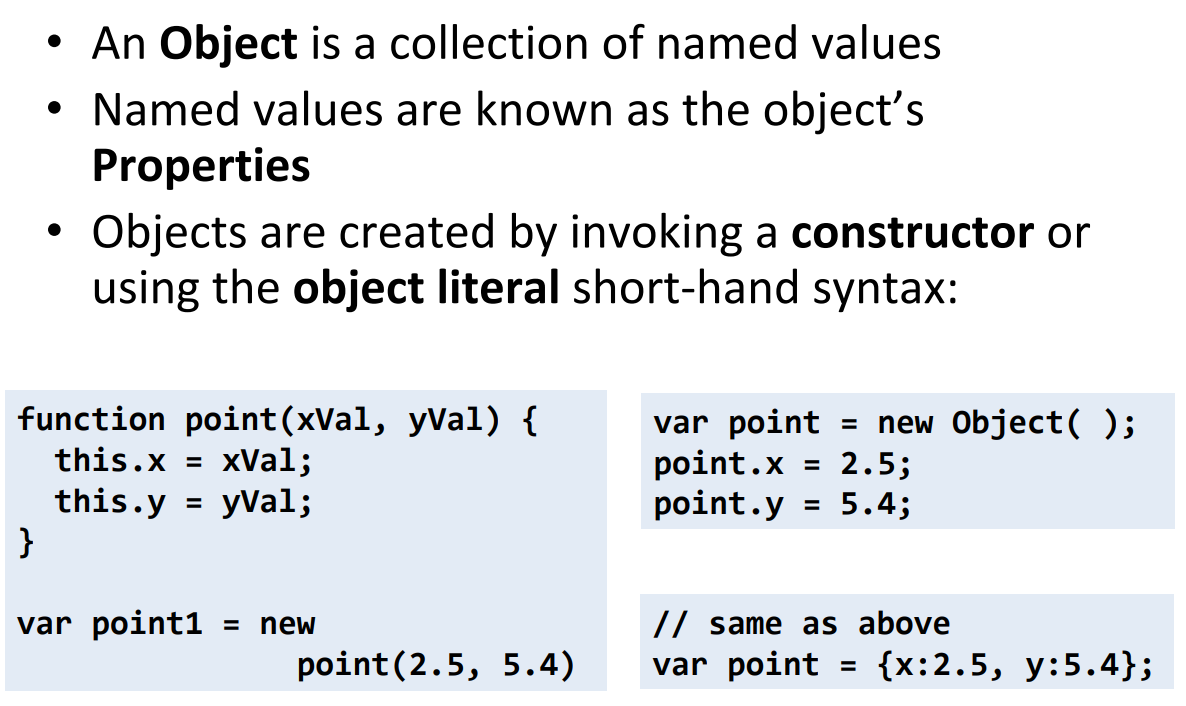 • An Object is a collection of named values
• Named values are known as the object’s
Properties
• Objects are created by invoking a constructor or
using the object literal short-hand syntax:
function point(xVal, yVal) {
  this.x = xVal;
  this.y = yVal;
}
var point1 = new
               point(2.5, 5.4)
var point = new Object( );
point.x = 2.5;
point.y = 5.4;
// same as above
var point = {x:2.5, y:5.4};